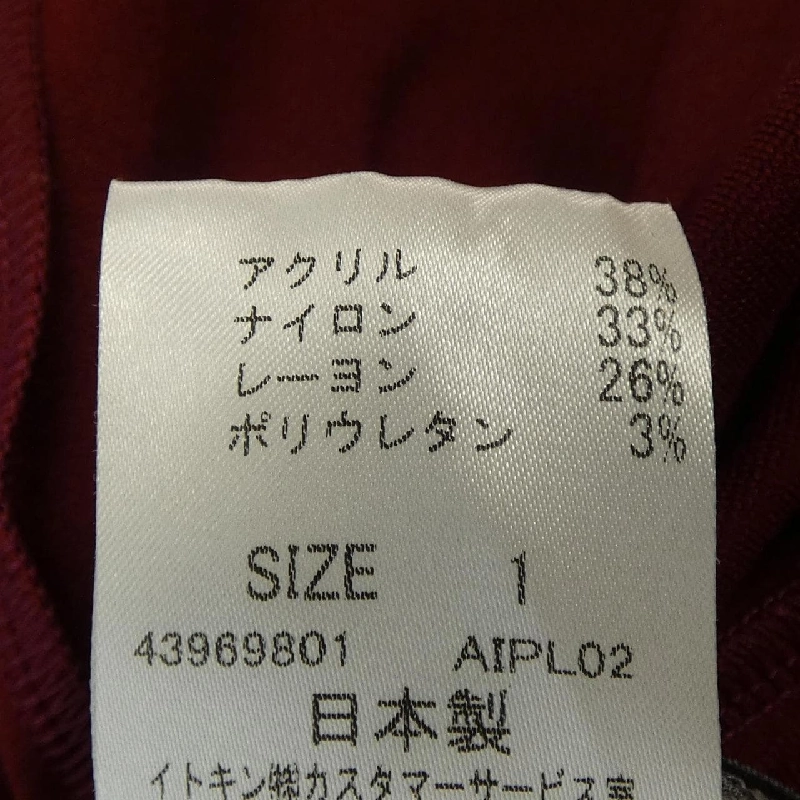 アクリル 38%
ナイロン 33%
レーヨン 26%
ポリウレタン 3%
SIZE 1
43969801 AIPL02
日本製
イトキン㈱カスタマーサービス室